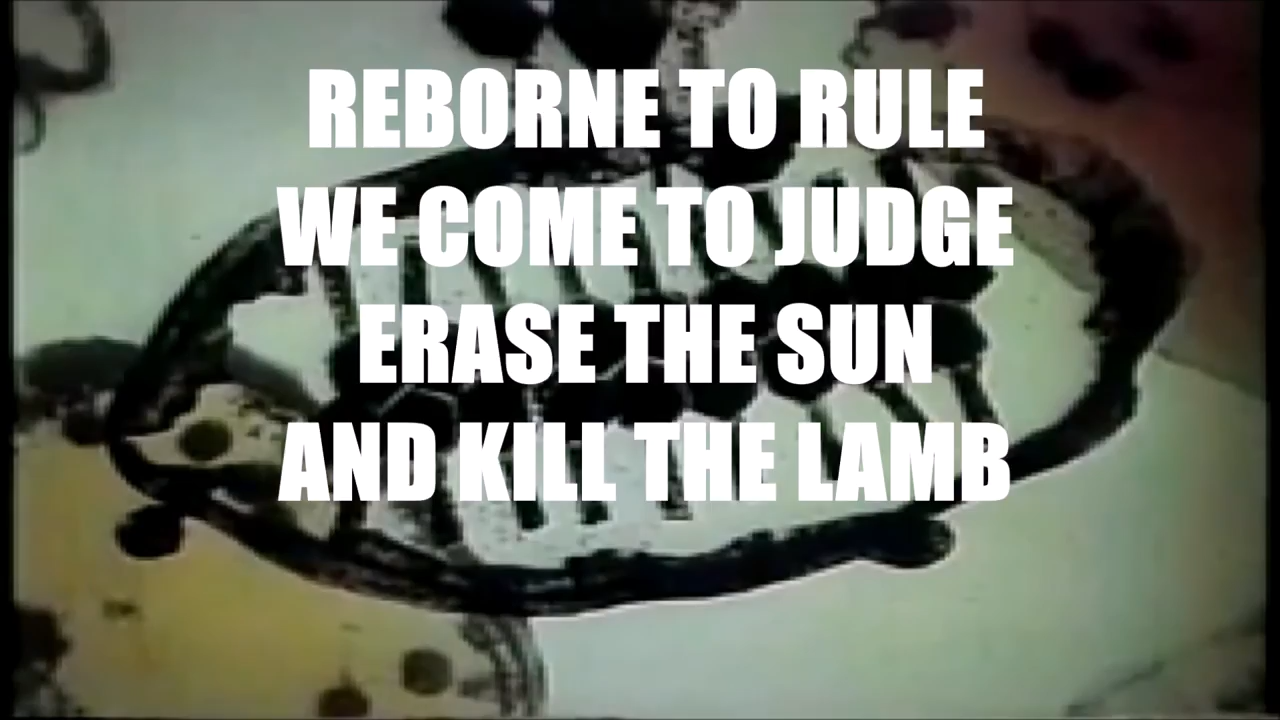 REBORNE TO RULE
WE COME TO JUDGE
ERASE THE SUN
AND KILL THE LAMB